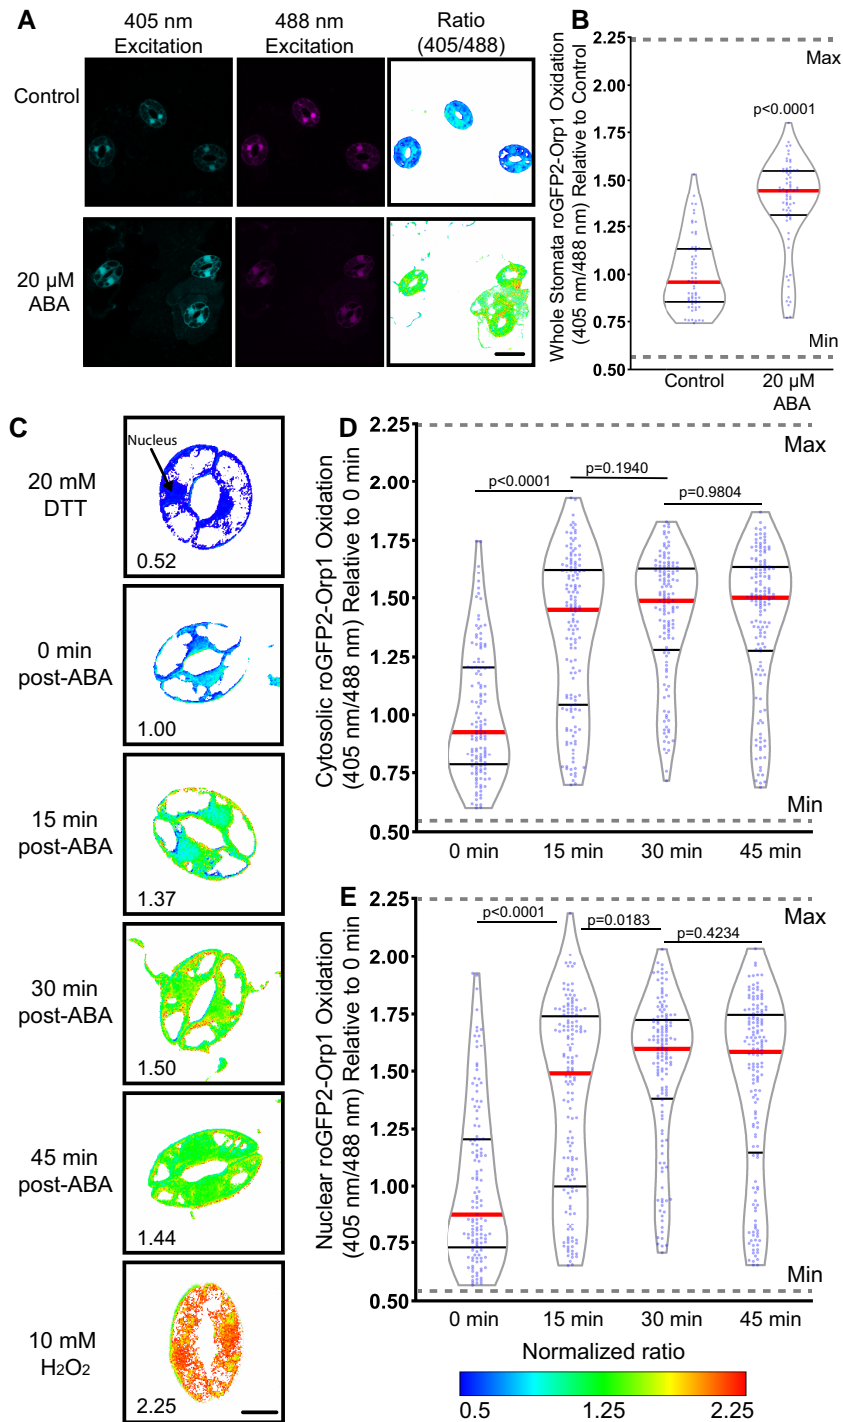 A
405 nm
Excitation
488 nm
Excitation
Ratio
(405/488)
Control
20 µM
ABA
B
Whole Stomata roGFP2-Orp1 Oxidation
(405 nm/488 nm) Relative to Control
2.25
2.00
1.75
1.50
1.25
1.00
0.75
0.50
Max
p<0.0001
Min
Control
20 µM
ABA
C
20 mM
DTT
Nucleus
0.52
0 min
post-ABA
1.00
15 min
post-ABA
1.37
30 min
post-ABA
1.50
45 min
post-ABA
1.44
10 mM
H2O2
2.25
D
Cytosolic roGFP2-Orp1 Oxidation
(405 nm/488 nm) Relative to 0 min
2.25
2.00
1.75
1.50
1.25
1.00
0.75
0.50
Max
p<0.0001
p=0.1940
p=0.9804
Min
0 min
15 min
30 min
45 min
E
Nuclear roGFP2-Orp1 Oxidation
(405 nm/488 nm) Relative to 0 min
2.25
2.00
1.75
1.50
1.25
1.00
0.75
0.50
Max
p<0.0001
p=0.0183
p=0.4234
Min
0 min
15 min
30 min
45 min
Normalized ratio
0.5
1.25
2.25